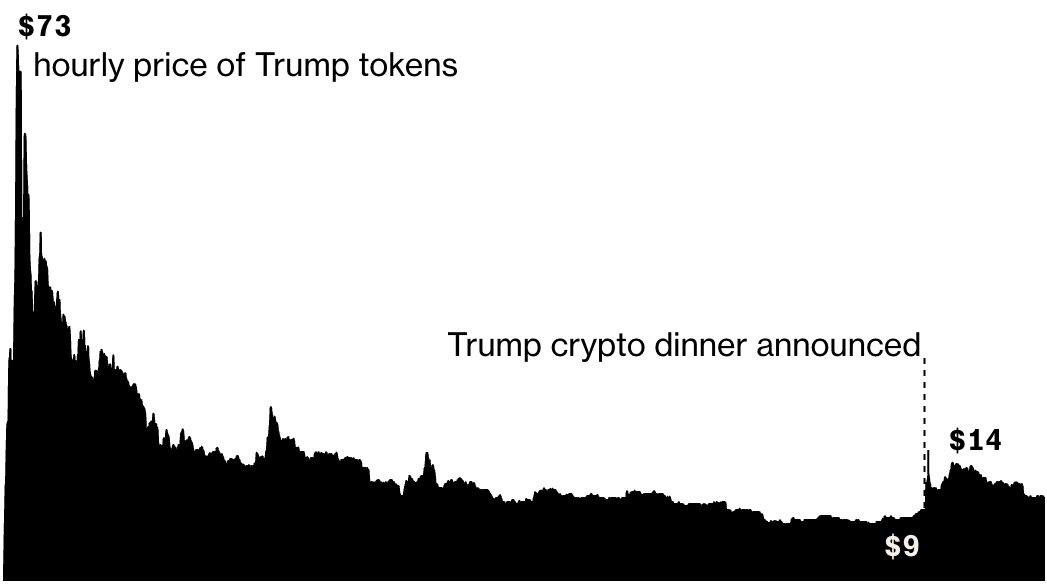 $73
hourly price of Trump tokens
Trump crypto dinner announced
$14
$9